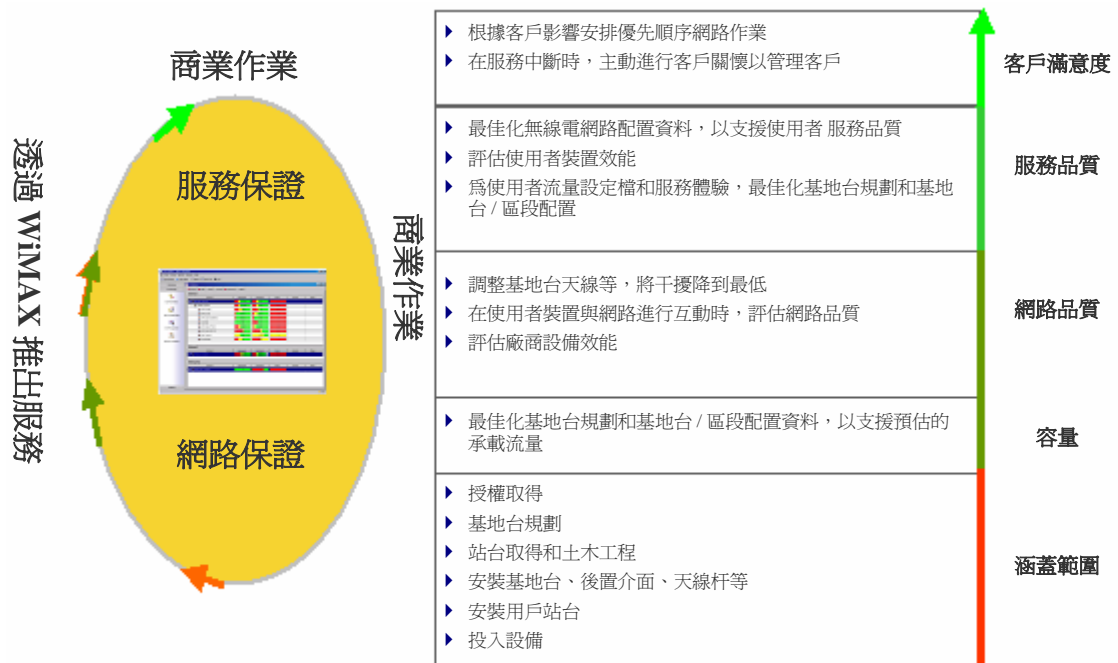 商業作業
透過 WiMAX 推出服務
服務保證
網路保證
商業作業
根據客戶影響安排優先順序網路作業
在服務中斷時，主動進行客戶關懷以管理客戶
客戶滿意度
最佳化無線電網路配置資料，以支援使用者 服務品質
評估使用者裝置效能
為使用者流量設定檔和服務體驗，最佳化基地台規劃和基地
台 / 區段配置
服務品質
調整基地台天線等，將干擾降到最低
在使用者裝置與網路進行互動時，評估網路品質
評估廠商設備效能
網路品質
最佳化基地台規劃和基地台 / 區段配置資料，以支援預估的
承載流量
容量
授權取得
基地台規劃
站台取得和土木工程
安裝基地台、後置介面、天線杆等
安裝用戶站台
投入設備
涵蓋範圍